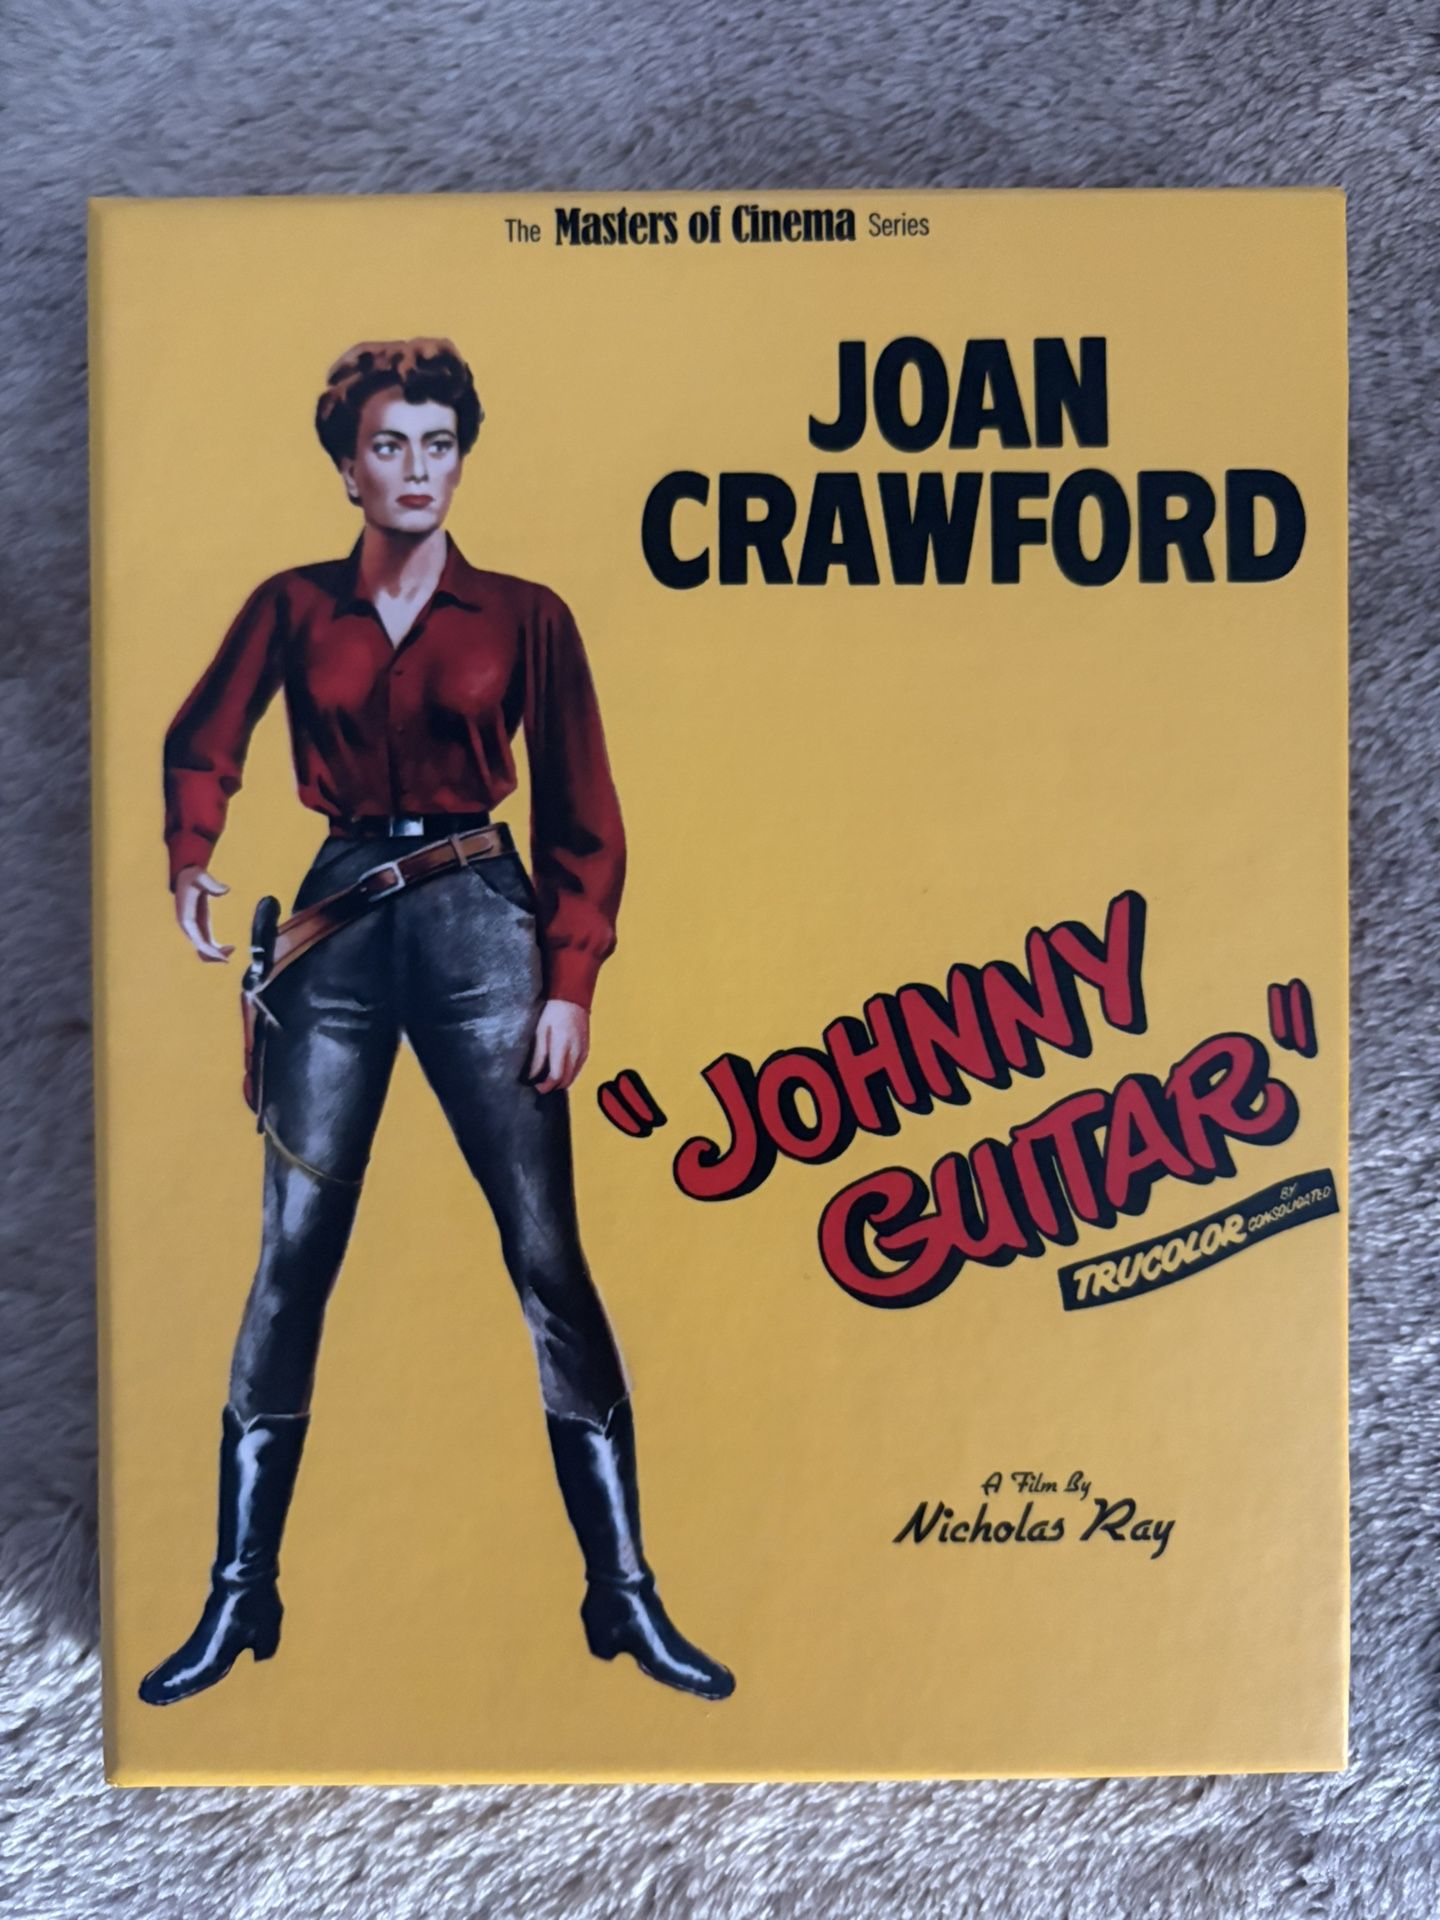 The Masters of Cinema Series
JOAN
CRAWFORD
"JOHNNY
GUITAR"
TRUCOLOR BY CONSOLIDATED
A Film By
Nicholas Ray